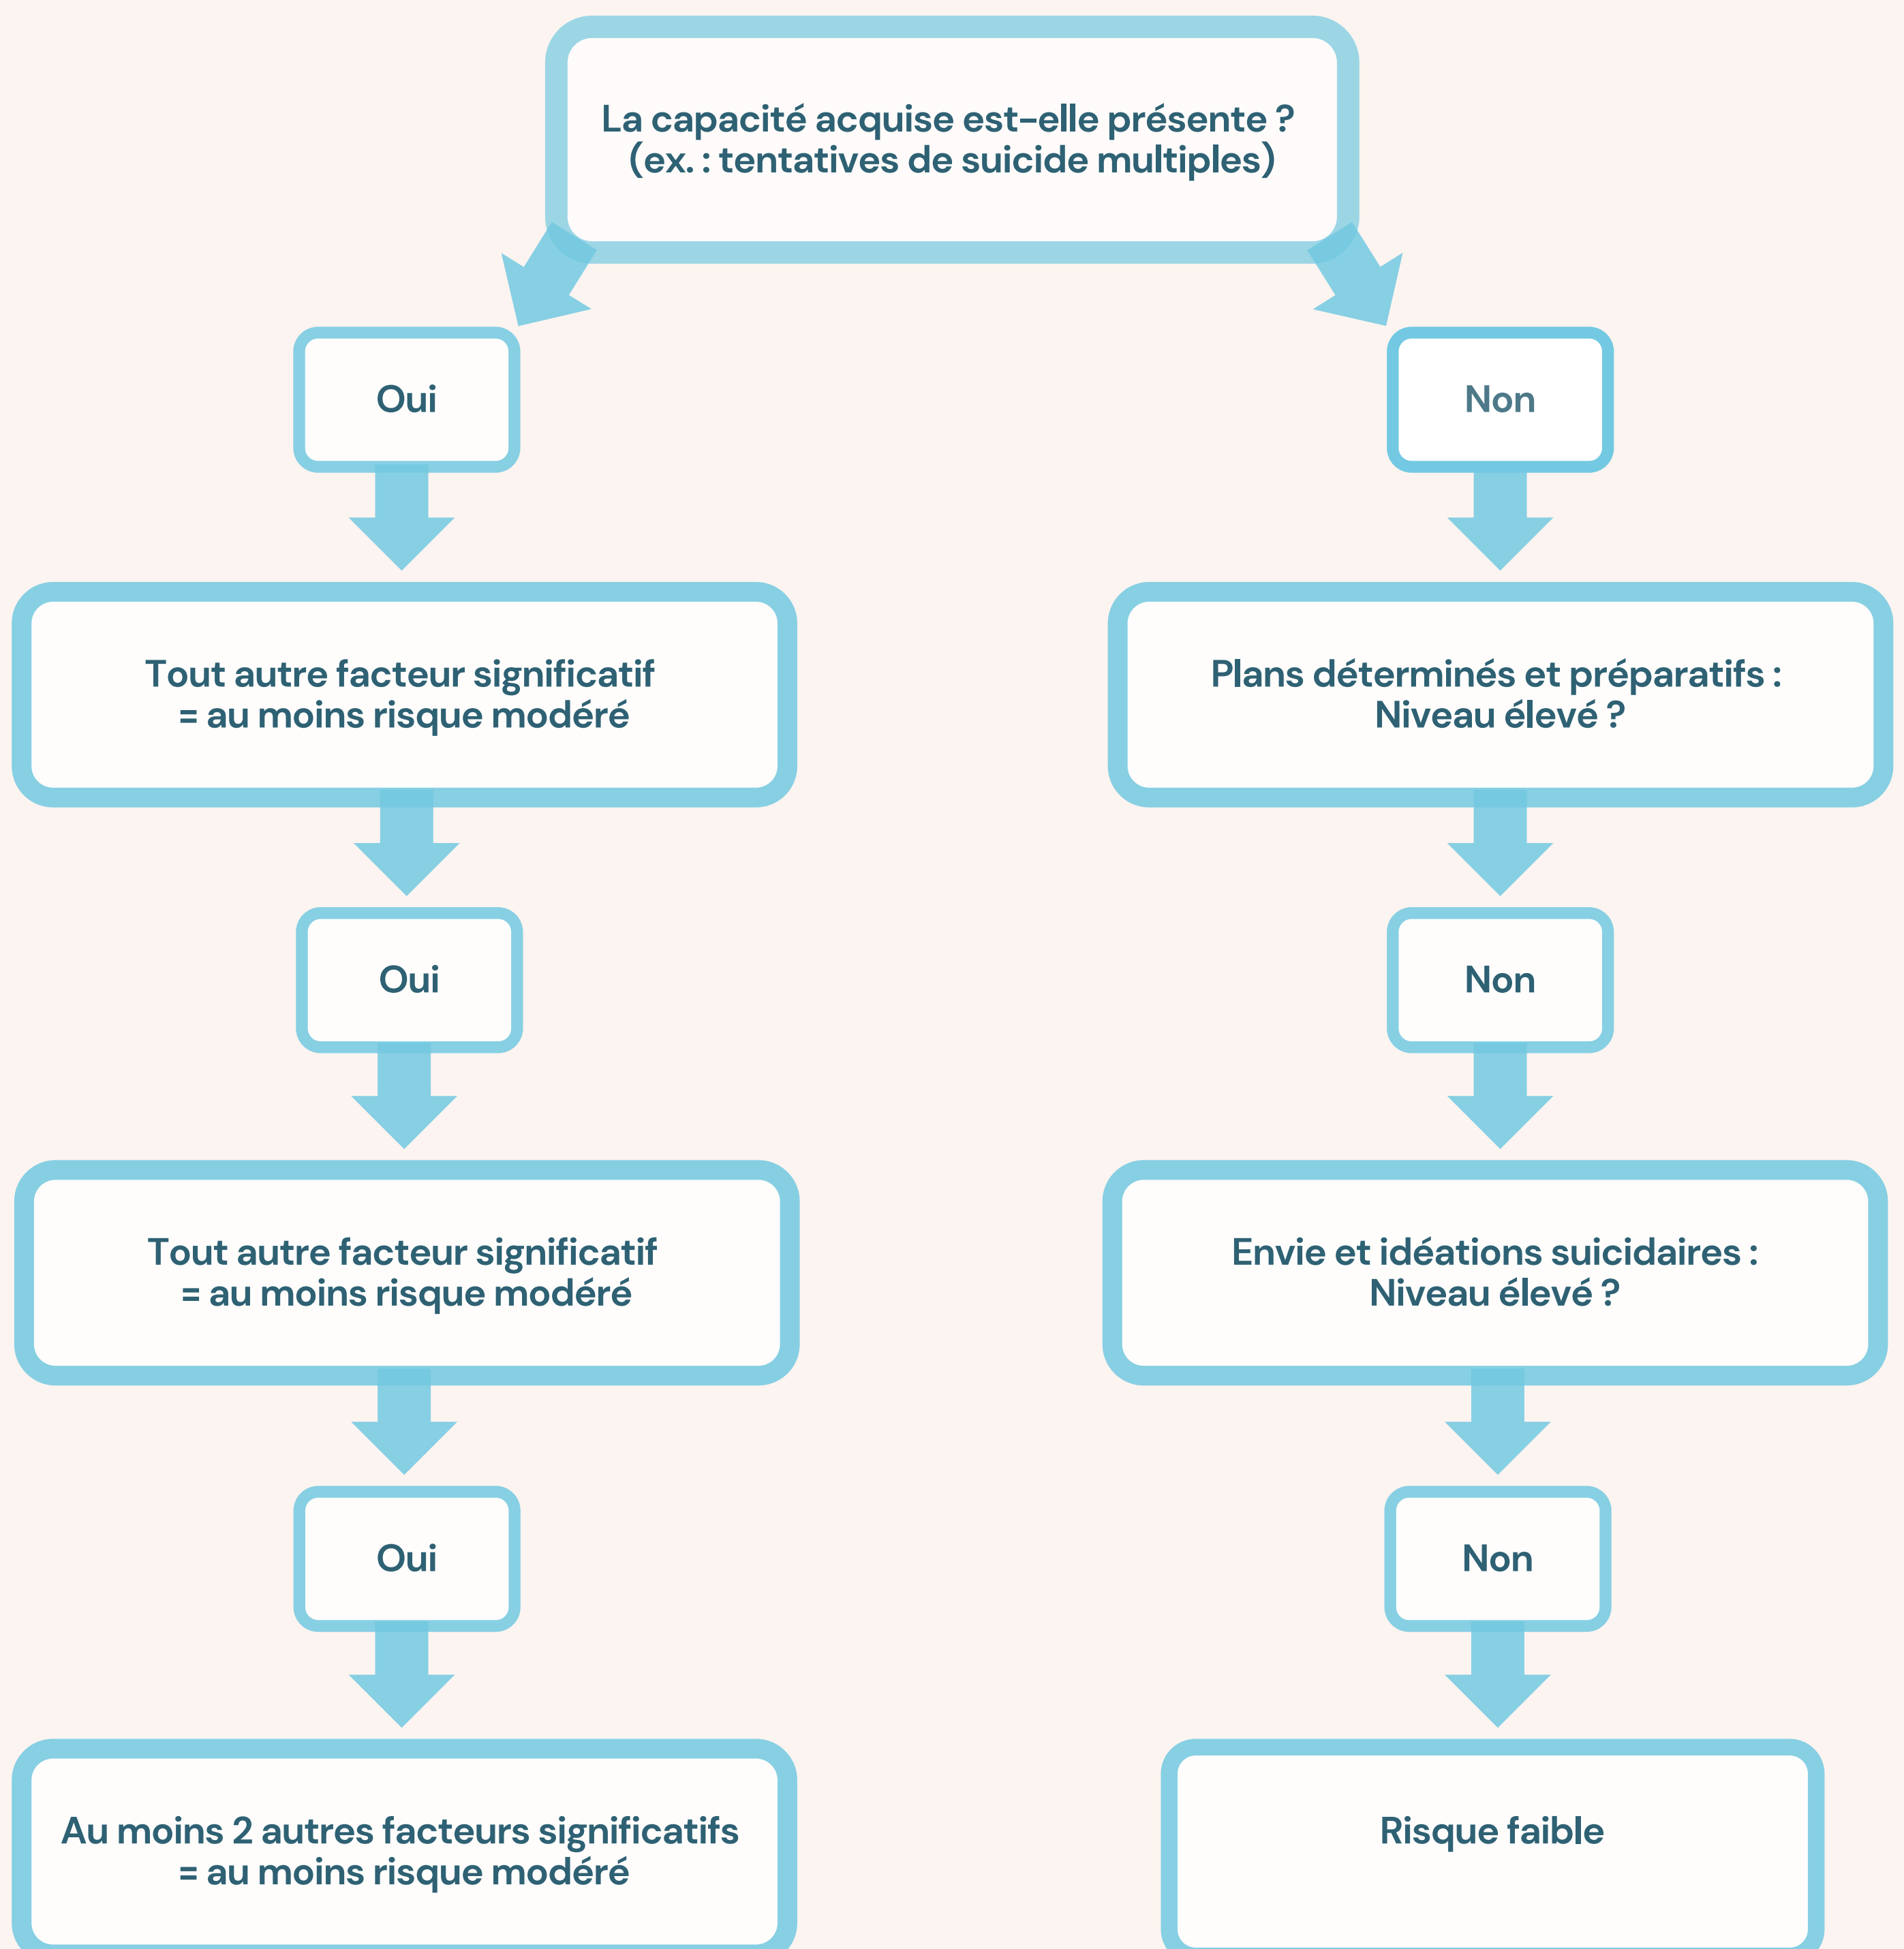 La capacité acquise est-elle présente ?
(ex. : tentatives de suicide multiples)
Oui
Non
Tout autre facteur significatif
= au moins risque modéré
Plans déterminés et préparatifs :
Niveau élevé ?
Oui
Non
Tout autre facteur significatif
= au moins risque modéré
Envie et idéations suicidaires :
Niveau élevé ?
Oui
Non
Au moins 2 autres facteurs significatifs
= au moins risque modéré
Risque faible